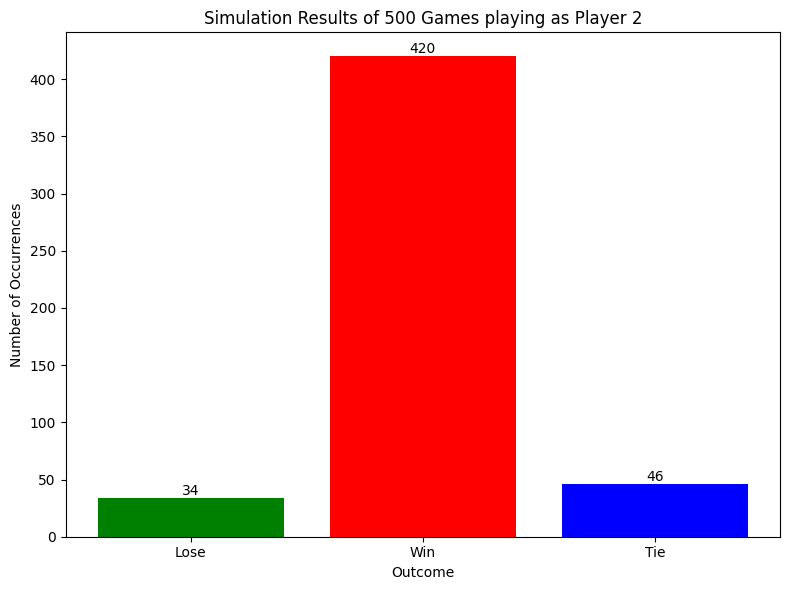 Simulation Results of 500 Games playing as Player 2
Number of Occurrences
400
350
300
250
200
150
100
50
0
34
420
46
Lose
Win
Tie
Outcome